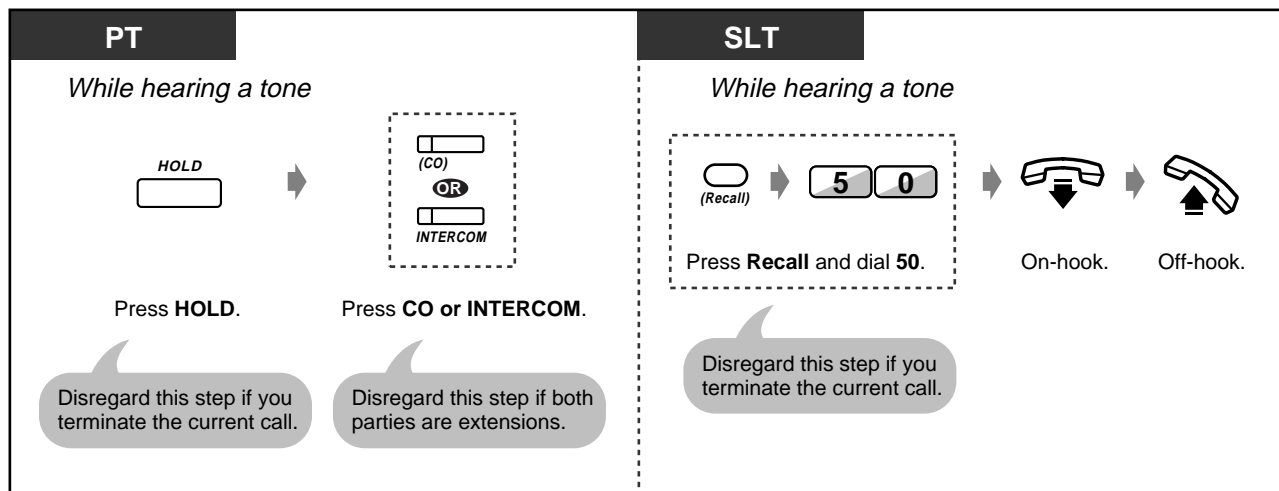 PT
While hearing a tone
HOLD
(CO)
OR
INTERCOM
Press HOLD.
Press CO or INTERCOM.
Disregard this step if you
terminate the current call.
Disregard this step if both
parties are extensions.
SLT
While hearing a tone
(Recall)
5 0
Press Recall and dial 50.
On-hook.
Off-hook.
Disregard this step if you
terminate the current call.